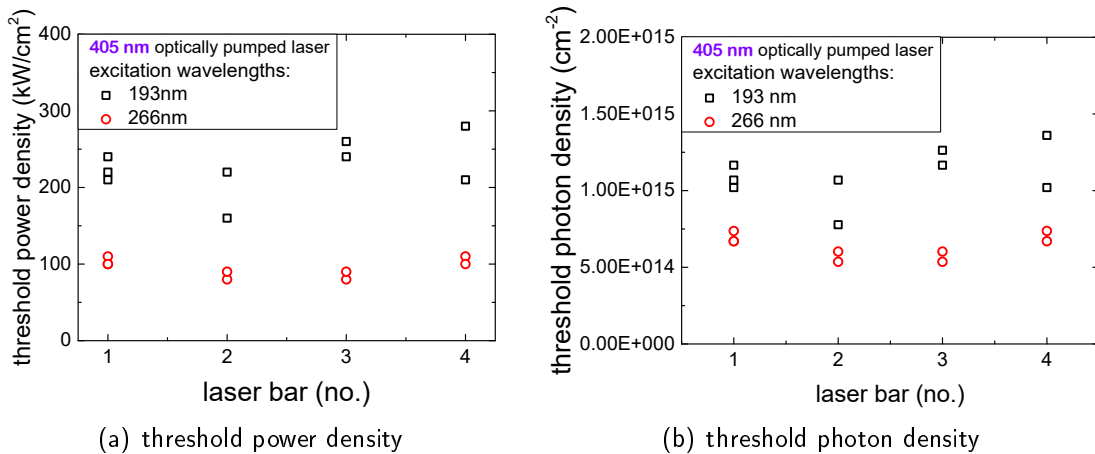 400
300
200
100
0
threshold power density (kW/cm²)
405 nm optically pumped laser
excitation wavelengths:
193nm
266nm
1 2 3 4
laser bar (no.)
(a) threshold power density
2.00E+015
1.50E+015
1.00E+015
5.00E+014
0.00E+000
threshold photon density (cm⁻²)
405 nm optically pumped laser
excitation wavelengths:
193 nm
266 nm
1 2 3 4
laser bar (no.)
(b) threshold photon density